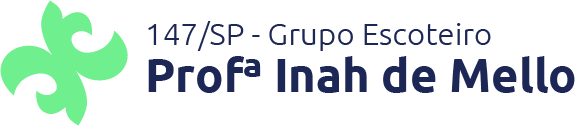 147/SP - Grupo Escoteiro
Profª Inah de Mello